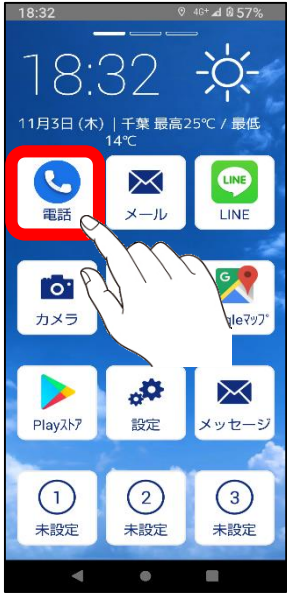 18:32 4G+ 57%
18:32
11月3日 (木) | 千葉 最高25℃ / 最低
14℃
電話 メール LINE
LINE
カメラ gleマップ
G
Playストア 設定 メッセージ
1 2 3
未設定 未設定 未設定